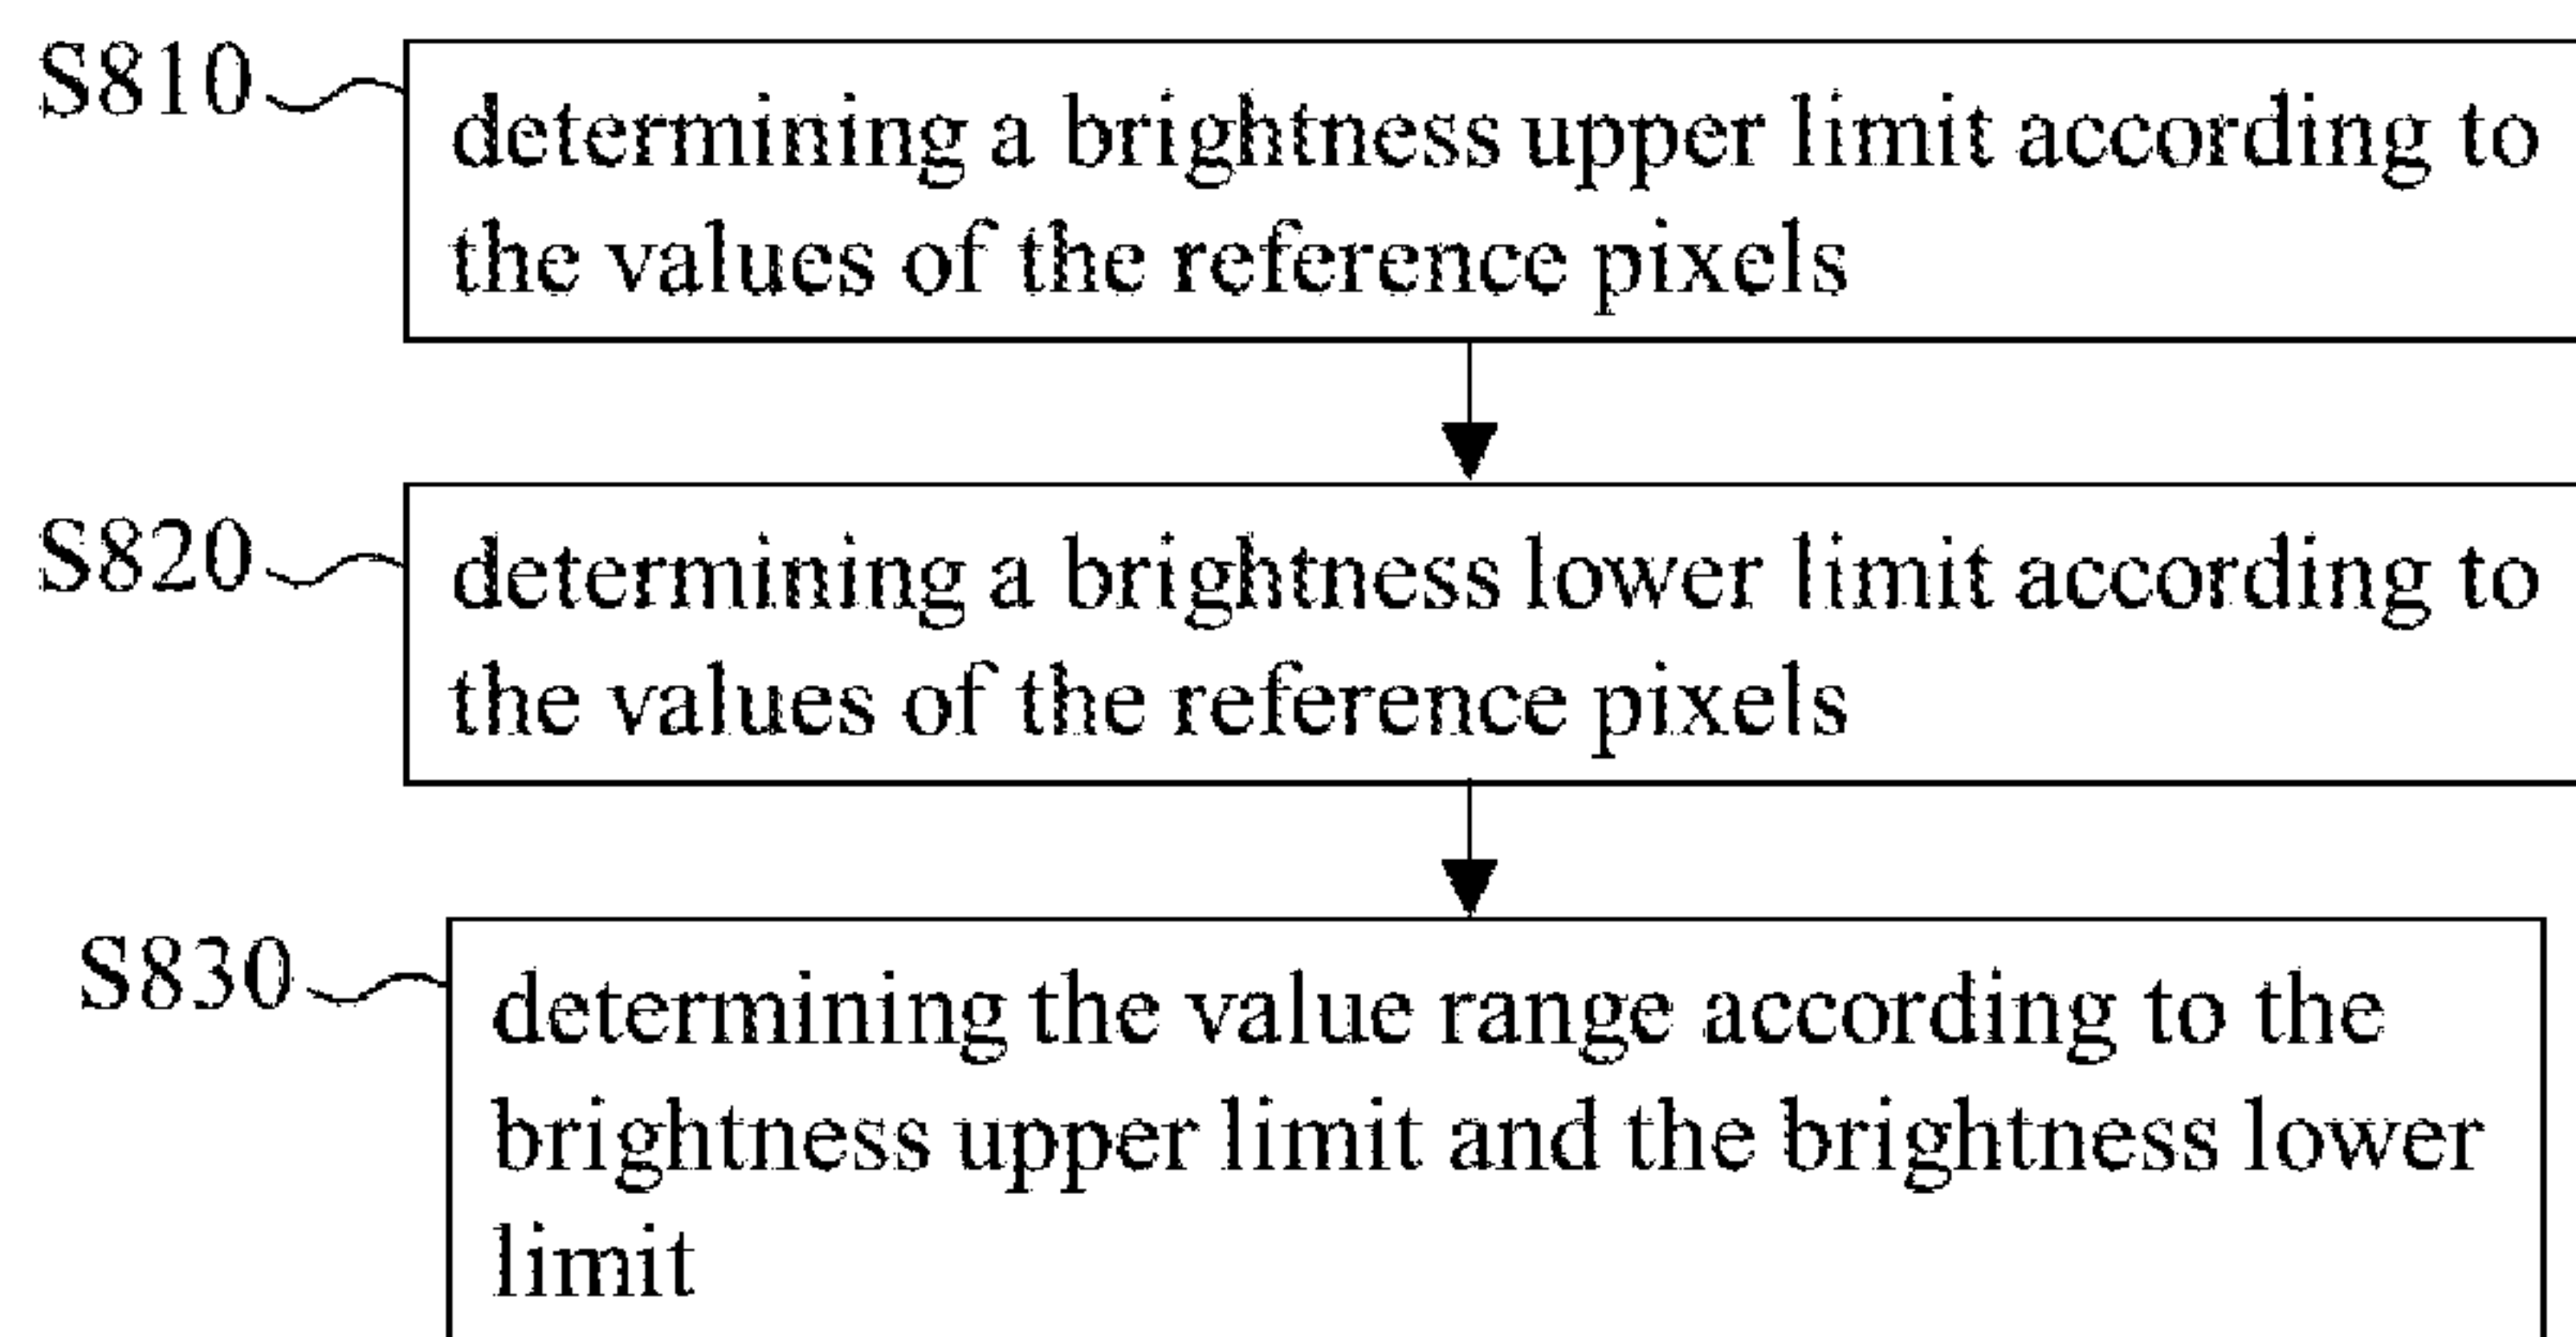 S810
determining a brightness upper limit according to
the values of the reference pixels
S820
determining a brightness lower limit according to
the values of the reference pixels
S830
determining the value range according to the
brightness upper limit and the brightness lower
limit